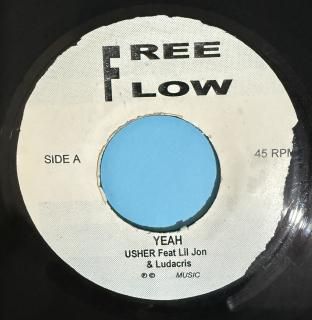 FREE
FLOW
SIDE A
45 RPM
YEAH
USHER Feat Lil Jon
& Ludacris
℗ © MUSIC